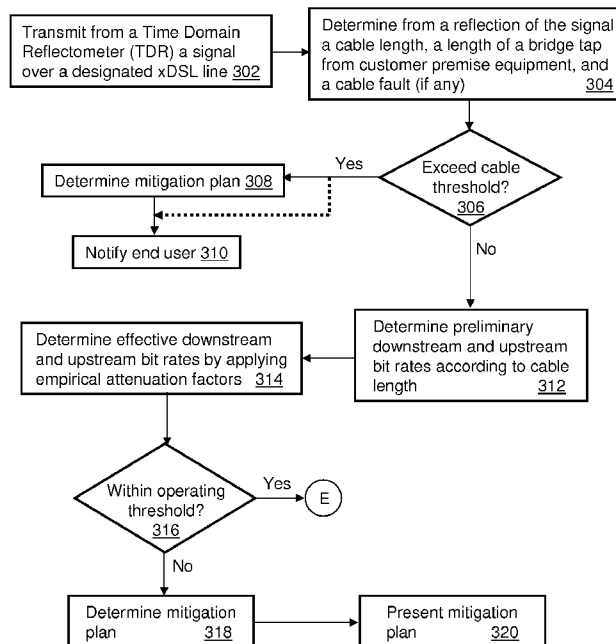 Transmit from a Time Domain
Reflectometer (TDR) a signal
over a designated xDSL line 302
Determine from a reflection of the signal
a cable length, a length of a bridge tap
from customer premise equipment, and
a cable fault (if any) 304
Exceed cable
threshold?
306
Yes
Determine mitigation plan 308
Notify end user 310
No
Determine preliminary
downstream and upstream
bit rates according to cable
length 312
Determine effective downstream
and upstream bit rates by applying
empirical attenuation factors 314
Within operating
threshold?
316
Yes
E
No
Determine mitigation
plan 318
Present mitigation
plan 320